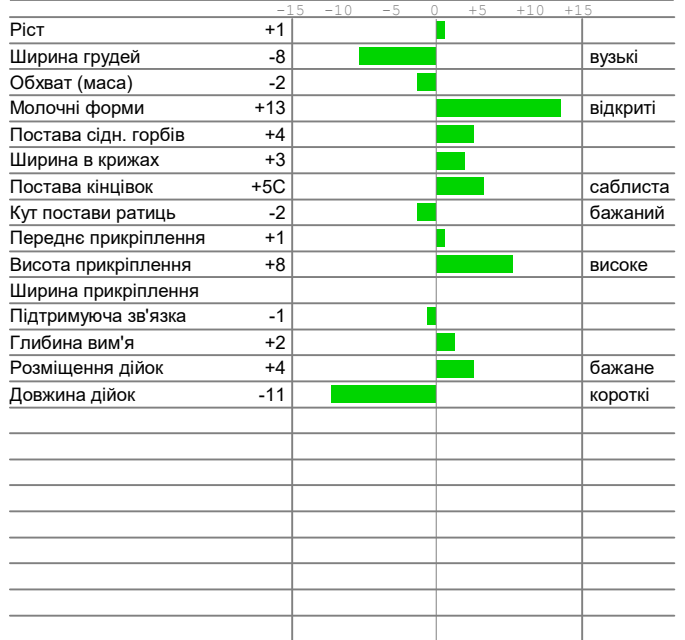 -15 -10 -5 0 +5 +10 +15
Ріст +1
Ширина грудей -8 вузькі
Обхват (маса) -2
Молочні форми +13 відкриті
Постава сідн. горбів +4
Ширина в крижах +3
Постава кінцівок +5C саблиста
Кут постави ратиць -2 бажаний
Переднє прикріплення +1
Висота прикріплення +8 високе
Ширина прикріплення
Підтримуюча зв'язка -1
Глибина вим'я +2
Розміщення дійок +4 бажане
Довжина дійок -11 короткі